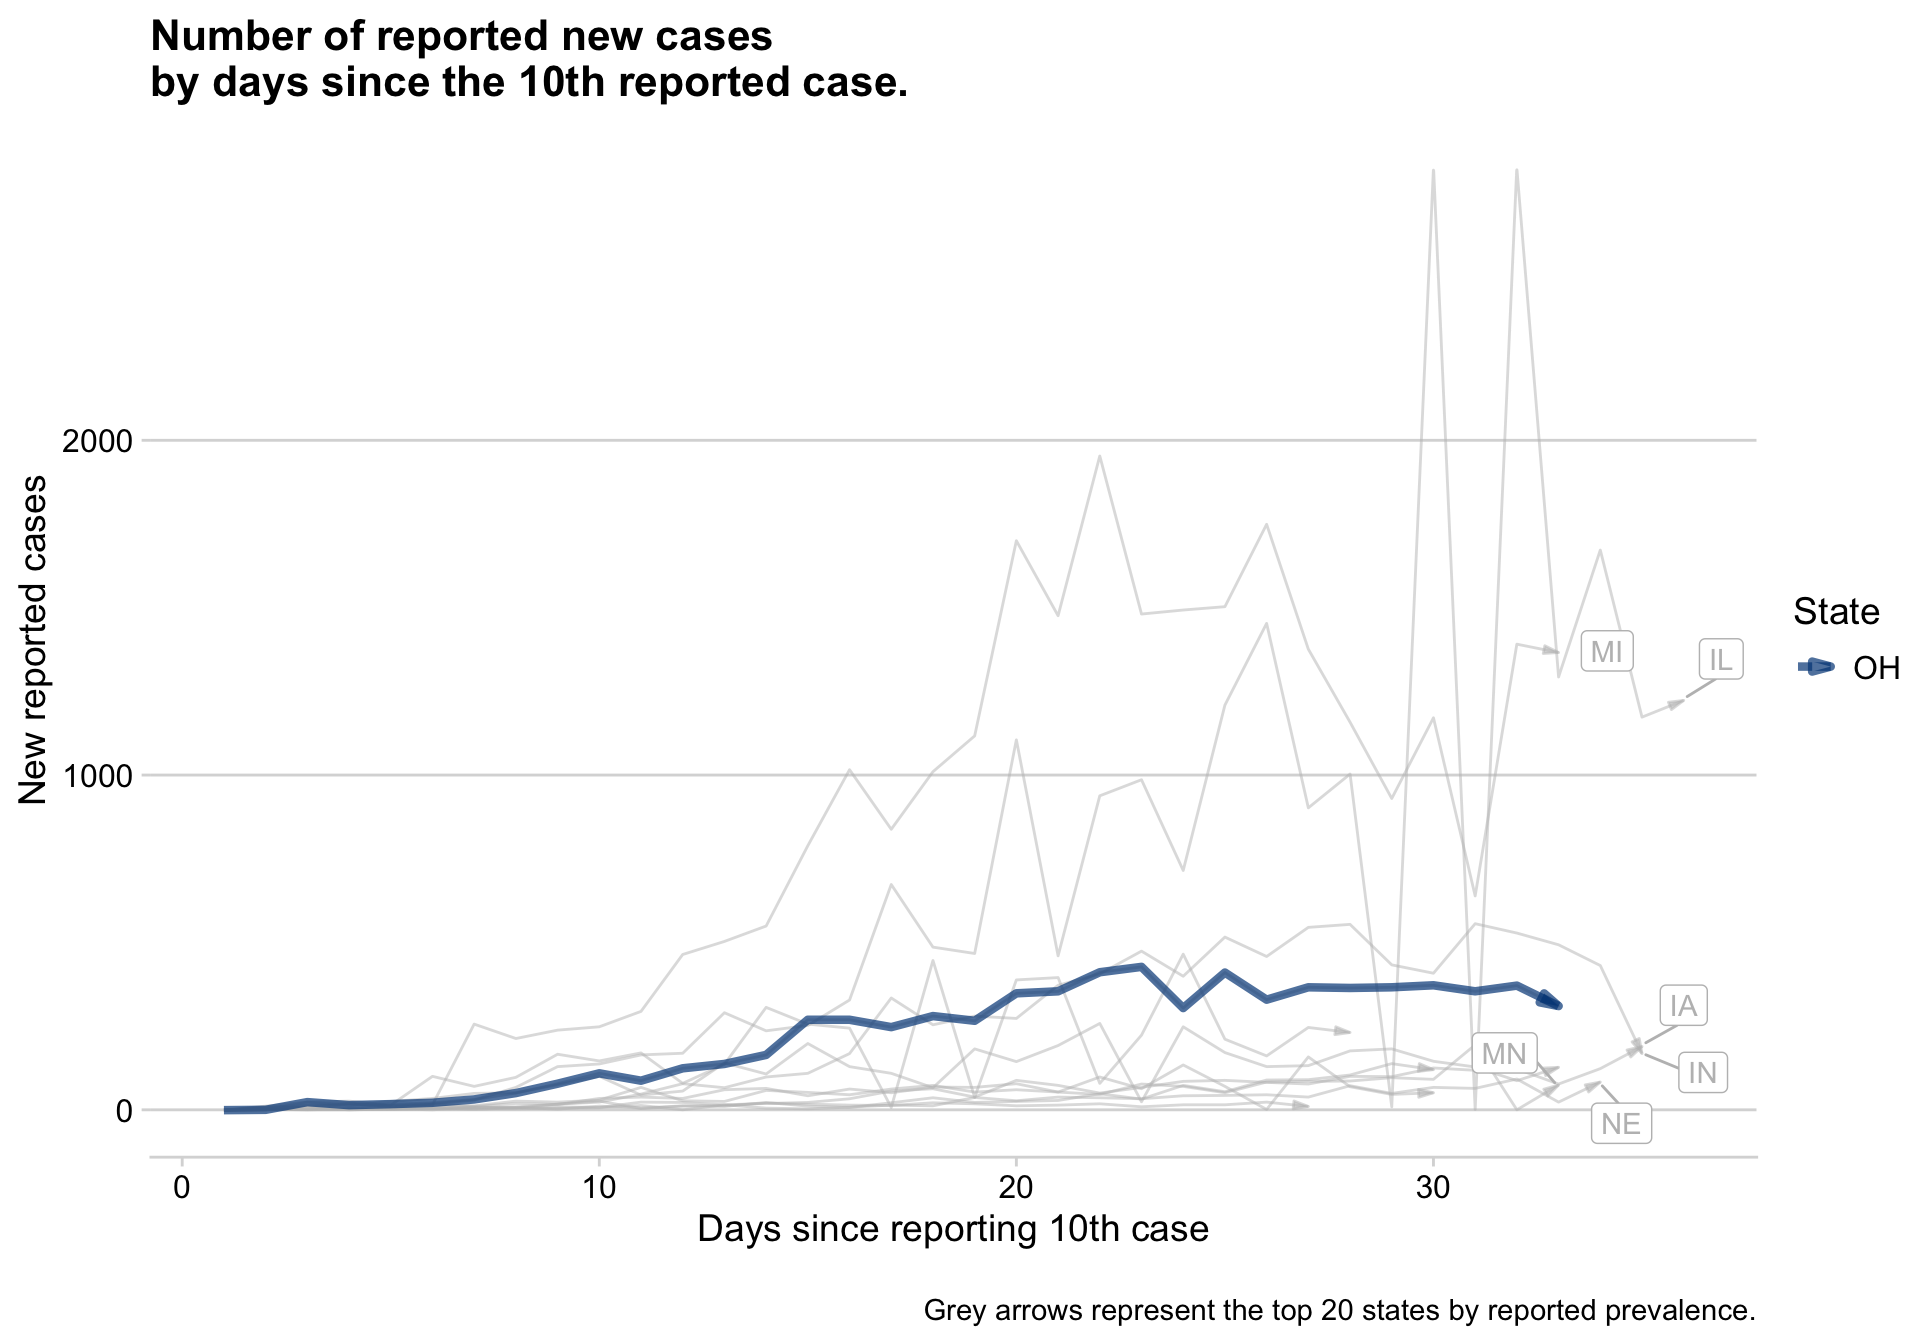 Number of reported new cases
by days since the 10th reported case.
New reported cases
2000
1000
0
MI
IL
IA
MN
IN
NE
State
OH
0
10
20
30
Days since reporting 10th case
Grey arrows represent the top 20 states by reported prevalence.